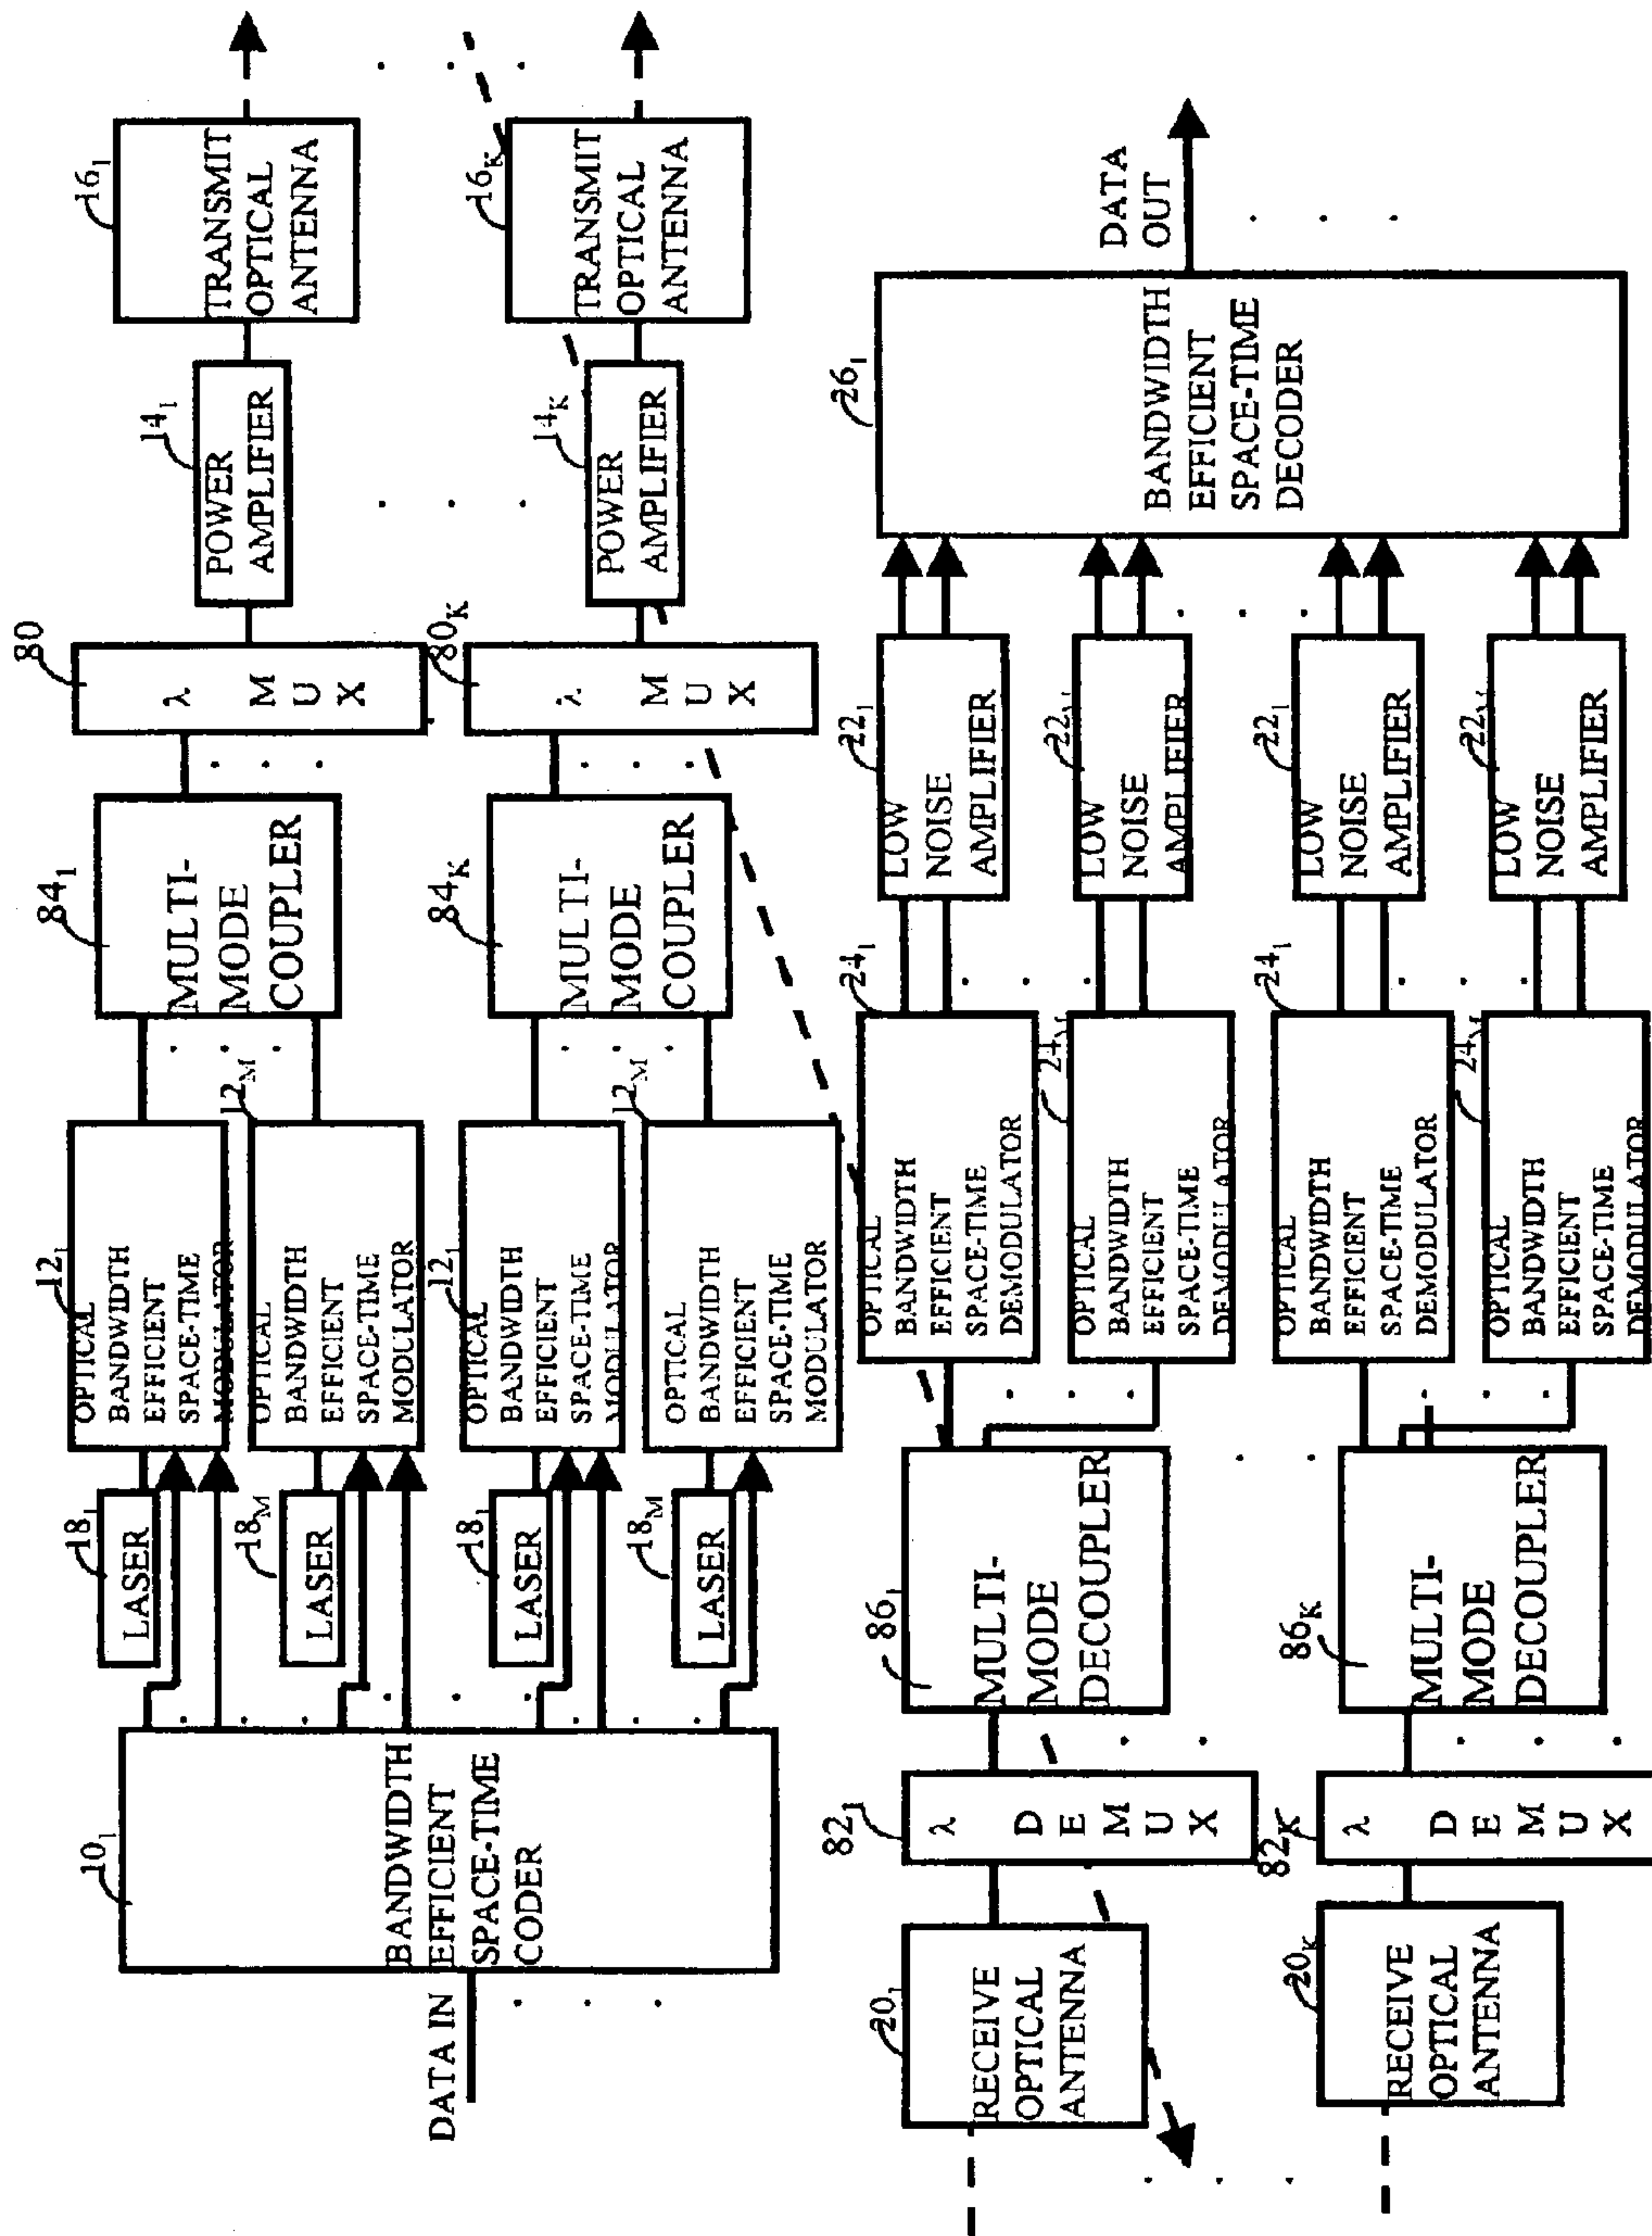 DATA IN
10₁
BANDWIDTH
EFFICIENT
SPACE-TIME
CODER
18₁
LASER
18M
LASER
18₁
LASER
18M
LASER
12₁
OPTICAL
BANDWIDTH
EFFICIENT
SPACE-TIME
MODULATOR
12M
OPTICAL
BANDWIDTH
EFFICIENT
SPACE-TIME
MODULATOR
12₁
OPTICAL
BANDWIDTH
EFFICIENT
SPACE-TIME
MODULATOR
12M
OPTICAL
BANDWIDTH
EFFICIENT
SPACE-TIME
MODULATOR
84₁
MULTI-
MODE
COUPLER
84K
MULTI-
MODE
COUPLER
80
λ
M
U
X
80K
λ
M
U
X
14₁
POWER
AMPLIFIER
14K
POWER
AMPLIFIER
16₁
TRANSMIT
OPTICAL
ANTENNA
16K
TRANSMIT
OPTICAL
ANTENNA
20₁
RECEIVE
OPTICAL
ANTENNA
20K
RECEIVE
OPTICAL
ANTENNA
82₁
λ
D
E
M
U
X
82K
λ
D
E
M
U
X
86₁
MULTI-
MODE
DECOUPLER
86K
MULTI-
MODE
DECOUPLER
24₁
OPTICAL
BANDWIDTH
EFFICIENT
SPACE-TIME
DEMODULATOR
24
OPTICAL
BANDWIDTH
EFFICIENT
SPACE-TIME
DEMODULATOR
24₁
OPTICAL
BANDWIDTH
EFFICIENT
SPACE-TIME
DEMODULATOR
24
OPTICAL
BANDWIDTH
EFFICIENT
SPACE-TIME
DEMODULATOR
22₁
LOW
NOISE
AMPLIFIER
22
LOW
NOISE
AMPLIFIER
22₁
LOW
NOISE
AMPLIFIER
22
LOW
NOISE
AMPLIFIER
26₁
BANDWIDTH
EFFICIENT
SPACE-TIME
DECODER
DATA
OUT